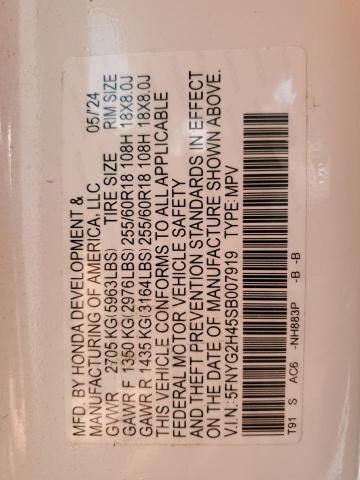 MFD. BY HONDA DEVELOPMENT &
MANUFACTURING OF AMERICA, LLC 05/'24
GVWR 2705 KG(5963LBS) TIRE SIZE RIM SIZE
GAWR F 1350 KG(2976LBS) 255/60R18 108H 18X8.0J
GAWR R 1435 KG(3164LBS) 255/60R18 108H 18X8.0J
THIS VEHICLE CONFORMS TO ALL APPLICABLE
FEDERAL MOTOR VEHICLE SAFETY
AND THEFT PREVENTION STANDARDS IN EFFECT
ON THE DATE OF MANUFACTURE SHOWN ABOVE.
V.I.N.: 5FNYG2H45SB007919 TYPE: MPV
T91 S AC6 -NH883P -B -B